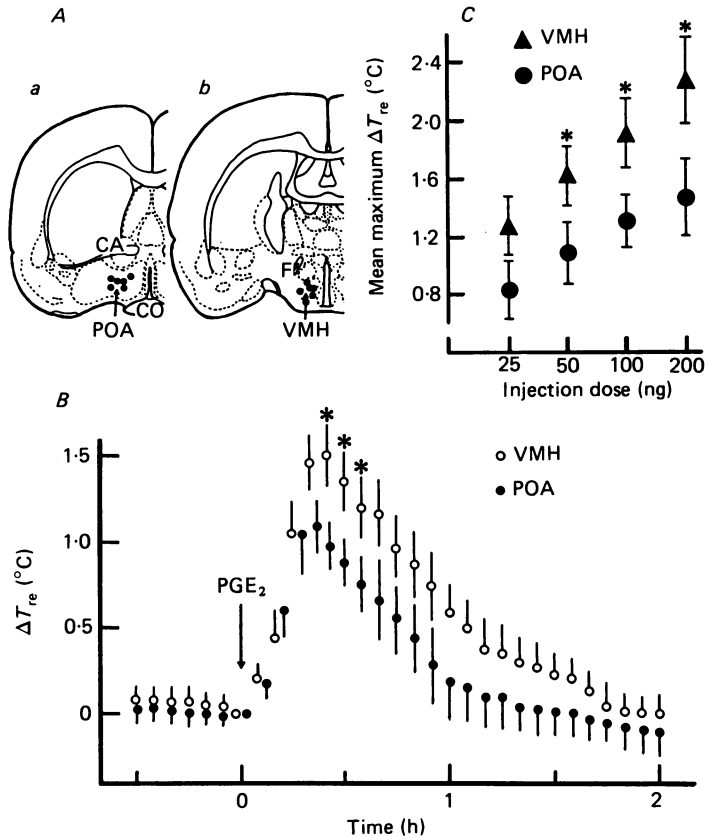 A
a
b
CA
CO
POA
F
VMH
C
Mean maximum ΔTre (°C)
VMH
POA
2·4
2·0
1·6
1·2
0·8
*
*
*
25 50 100 200
Injection dose (ng)
B
ΔTre (°C)
* * *
VMH
POA
1·5
1·0
0·5
0
PGE2
0 1 2
Time (h)